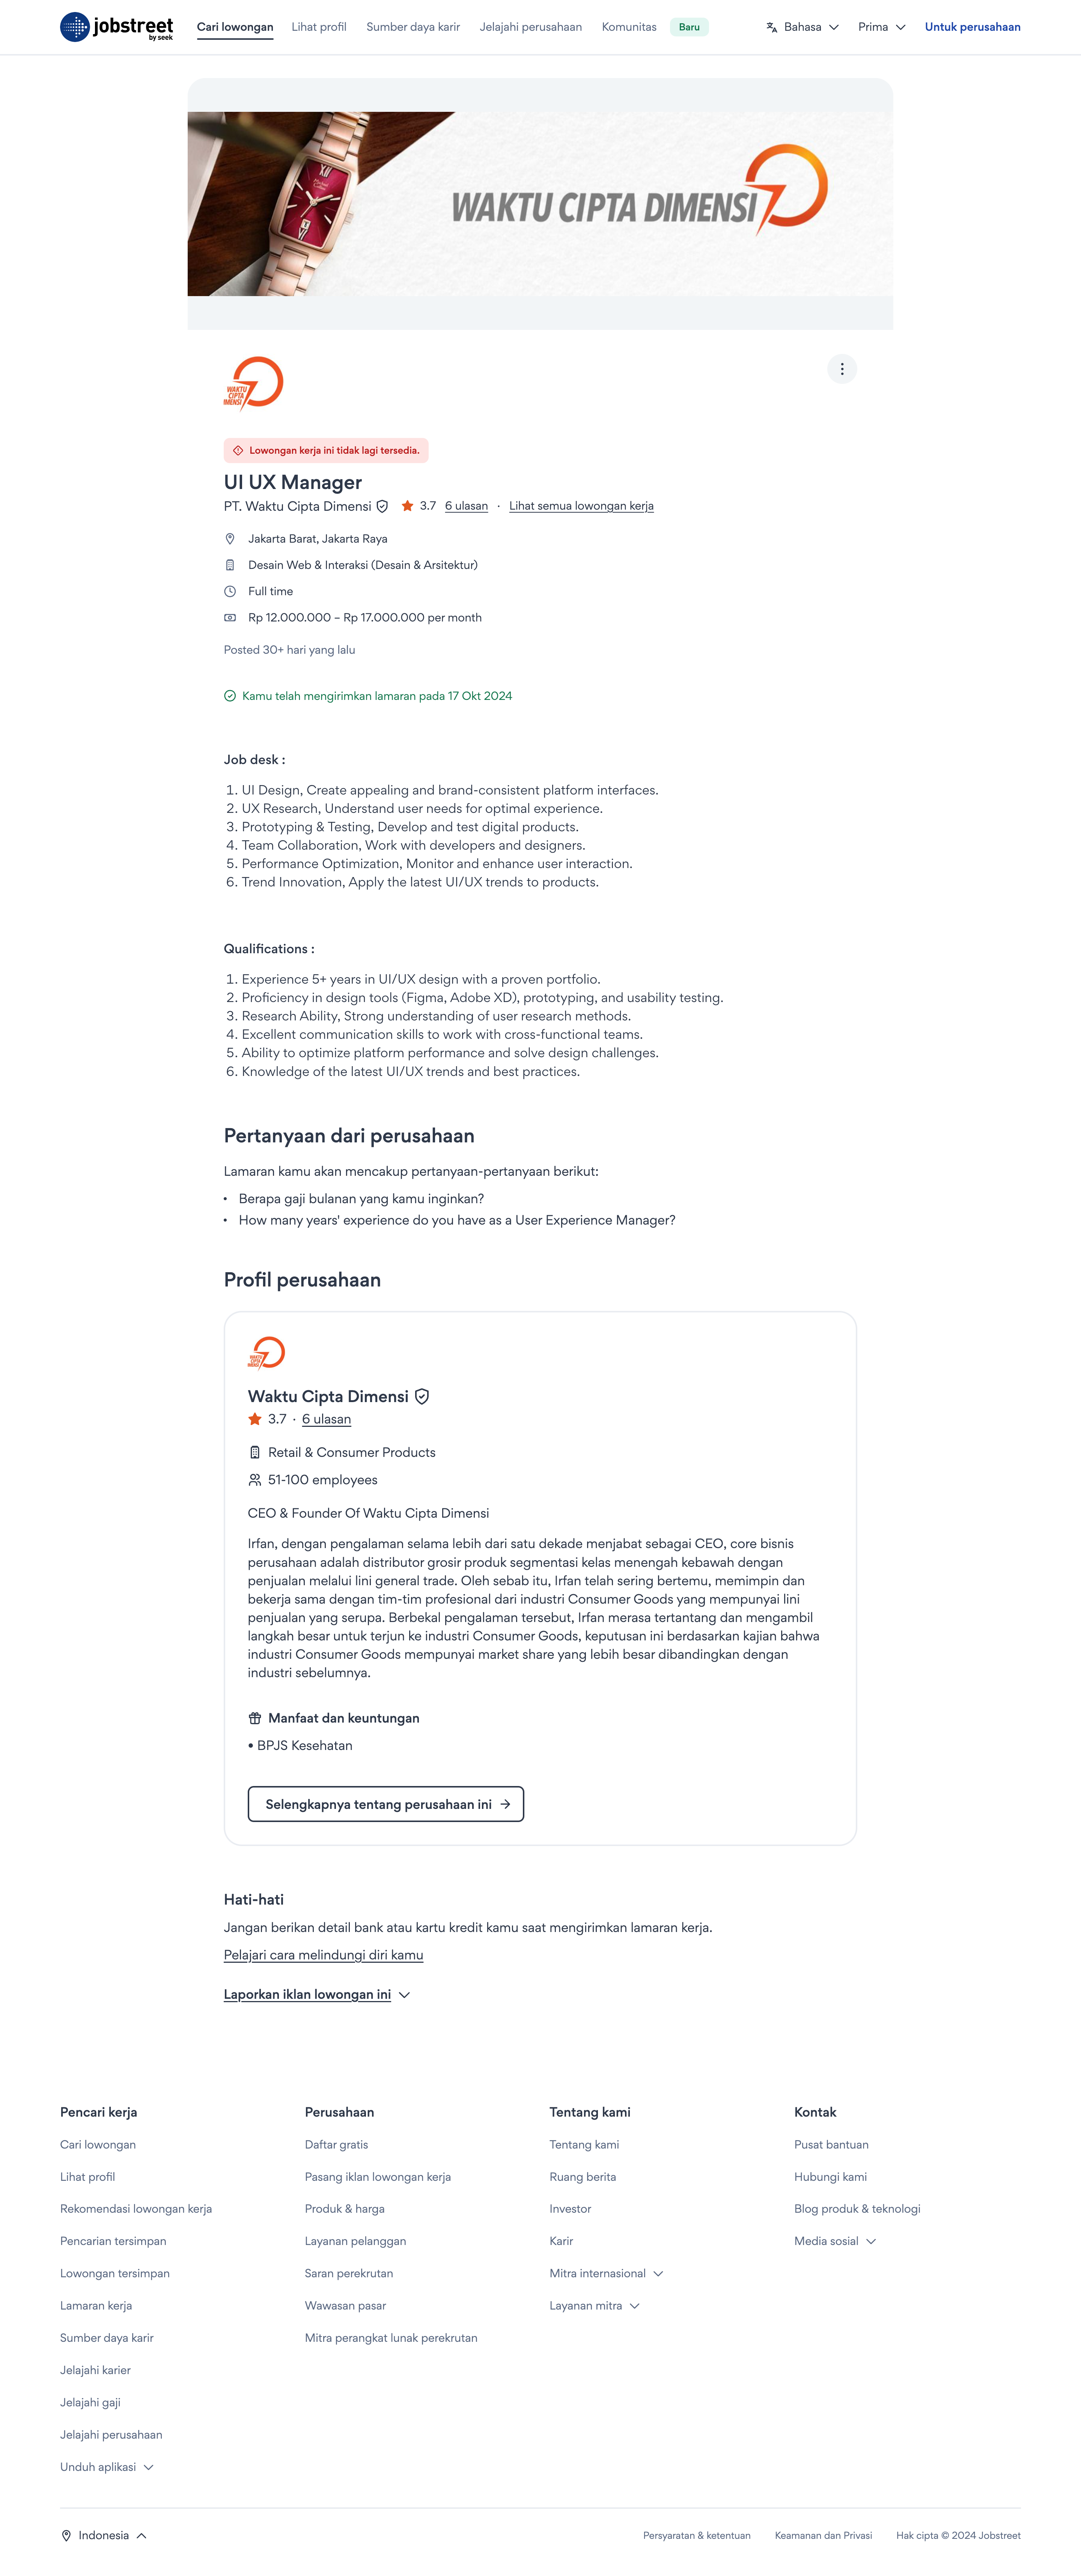 jobstreet
by seek
Cari lowongan
Lihat profil
Sumber daya karir
Jelajahi perusahaan
Komunitas
Baru
Bahasa
Prima
Untuk perusahaan
WAKTU CIPTA DIMENSI
WAKTU
CIPTA
DIMENSI
Lowongan kerja ini tidak lagi tersedia.
UI UX Manager
PT. Waktu Cipta Dimensi 3.7 6 ulasan · Lihat semua lowongan kerja
Jakarta Barat, Jakarta Raya
Desain Web & Interaksi (Desain & Arsitektur)
Full time
Rp 12.000.000 – Rp 17.000.000 per month
Posted 30+ hari yang lalu
Kamu telah mengirimkan lamaran pada 17 Okt 2024
Job desk :
1. UI Design, Create appealing and brand-consistent platform interfaces.
2. UX Research, Understand user needs for optimal experience.
3. Prototyping & Testing, Develop and test digital products.
4. Team Collaboration, Work with developers and designers.
5. Performance Optimization, Monitor and enhance user interaction.
6. Trend Innovation, Apply the latest UI/UX trends to products.
Qualifications :
1. Experience 5+ years in UI/UX design with a proven portfolio.
2. Proficiency in design tools (Figma, Adobe XD), prototyping, and usability testing.
3. Research Ability, Strong understanding of user research methods.
4. Excellent communication skills to work with cross-functional teams.
5. Ability to optimize platform performance and solve design challenges.
6. Knowledge of the latest UI/UX trends and best practices.
Pertanyaan dari perusahaan
Lamaran kamu akan mencakup pertanyaan-pertanyaan berikut:
• Berapa gaji bulanan yang kamu inginkan?
• How many years' experience do you have as a User Experience Manager?
Profil perusahaan
WAKTU
CIPTA
DIMENSI
Waktu Cipta Dimensi
3.7 · 6 ulasan
Retail & Consumer Products
51-100 employees
CEO & Founder Of Waktu Cipta Dimensi
Irfan, dengan pengalaman selama lebih dari satu dekade menjabat sebagai CEO, core bisnis
perusahaan adalah distributor grosir produk segmentasi kelas menengah kebawah dengan
penjualan melalui lini general trade. Oleh sebab itu, Irfan telah sering bertemu, memimpin dan
bekerja sama dengan tim-tim profesional dari industri Consumer Goods yang mempunyai lini
penjualan yang serupa. Berbekal pengalaman tersebut, Irfan merasa tertantang dan mengambil
langkah besar untuk terjun ke industri Consumer Goods, keputusan ini berdasarkan kajian bahwa
industri Consumer Goods mempunyai market share yang lebih besar dibandingkan dengan
industri sebelumnya.
Manfaat dan keuntungan
• BPJS Kesehatan
Selengkapnya tentang perusahaan ini
Hati-hati
Jangan berikan detail bank atau kartu kredit kamu saat mengirimkan lamaran kerja.
Pelajari cara melindungi diri kamu
Laporkan iklan lowongan ini
Pencari kerja
Cari lowongan
Lihat profil
Rekomendasi lowongan kerja
Pencarian tersimpan
Lowongan tersimpan
Lamaran kerja
Sumber daya karir
Jelajahi karier
Jelajahi gaji
Jelajahi perusahaan
Unduh aplikasi
Perusahaan
Daftar gratis
Pasang iklan lowongan kerja
Produk & harga
Layanan pelanggan
Saran perekrutan
Wawasan pasar
Mitra perangkat lunak perekrutan
Tentang kami
Tentang kami
Ruang berita
Investor
Karir
Mitra internasional
Layanan mitra
Kontak
Pusat bantuan
Hubungi kami
Blog produk & teknologi
Media sosial
Indonesia
Persyaratan & ketentuan
Keamanan dan Privasi
Hak cipta © 2024 Jobstreet